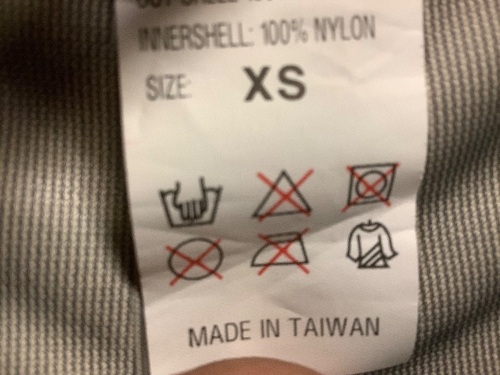 INNERSHELL: 100% NYLON
SIZE: XS
MADE IN TAIWAN